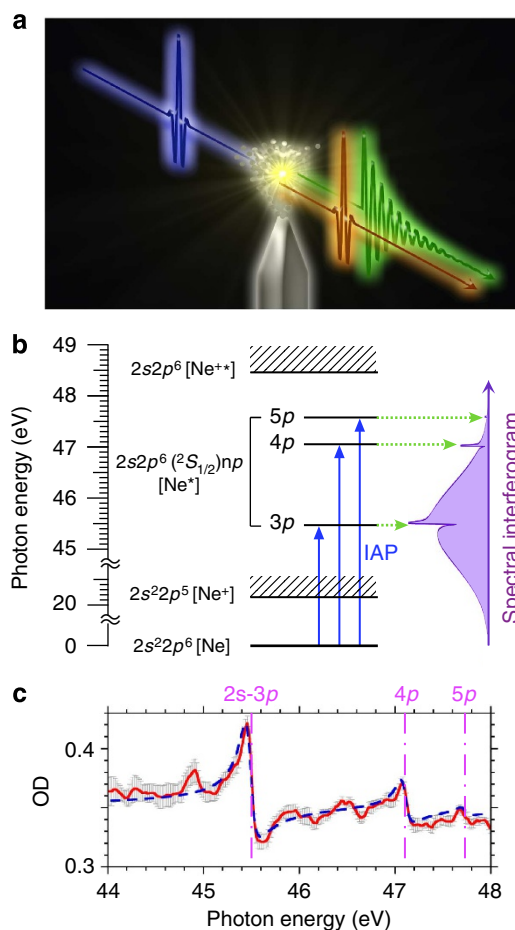 a
b
49
48
47
46
45
20
0
Photon energy (eV)
2s2p⁶ [Ne⁺*]
5p
4p
2s2p⁶ (²S₁/₂)np
[Ne*]
3p
IAP
2s²2p⁵ [Ne⁺]
2s²2p⁶ [Ne]
Spectral interferogram
c
2s-3p 4p 5p
0.4
OD
0.3
44 45 46 47 48
Photon energy (eV)